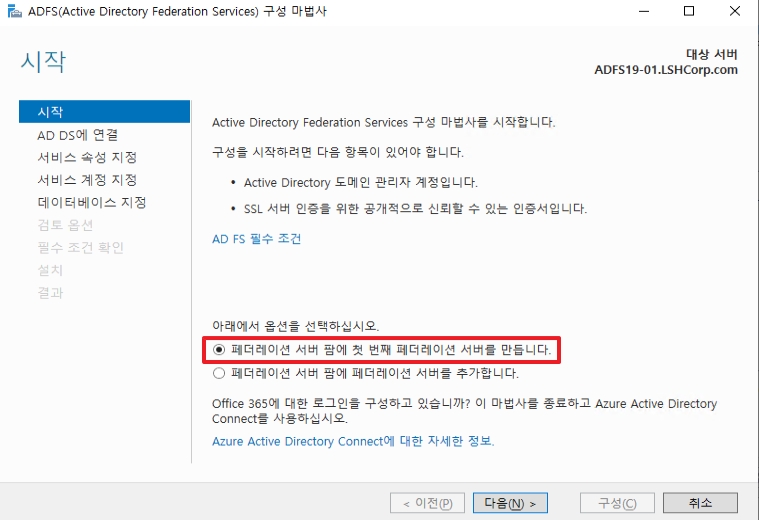 ADFS(Active Directory Federation Services) 구성 마법사
시작
대상 서버
ADFS19-01.LSHCorp.com
시작
AD DS에 연결
서비스 속성 지정
서비스 계정 지정
데이터베이스 지정
검토 옵션
필수 조건 확인
설치
결과
Active Directory Federation Services 구성 마법사를 시작합니다.
구성을 시작하려면 다음 항목이 있어야 합니다.
• Active Directory 도메인 관리자 계정입니다.
• SSL 서버 인증을 위한 공개적으로 신뢰할 수 있는 인증서입니다.
AD FS 필수 조건
아래에서 옵션을 선택하십시오.
페더레이션 서버 팜에 첫 번째 페더레이션 서버를 만듭니다.
페더레이션 서버 팜에 페더레이션 서버를 추가합니다.
Office 365에 대한 로그인을 구성하고 있습니까? 이 마법사를 종료하고 Azure Active Directory
Connect를 사용하십시오.
Azure Active Directory Connect에 대한 자세한 정보.
< 이전(P)
다음(N) >
구성(C)
취소